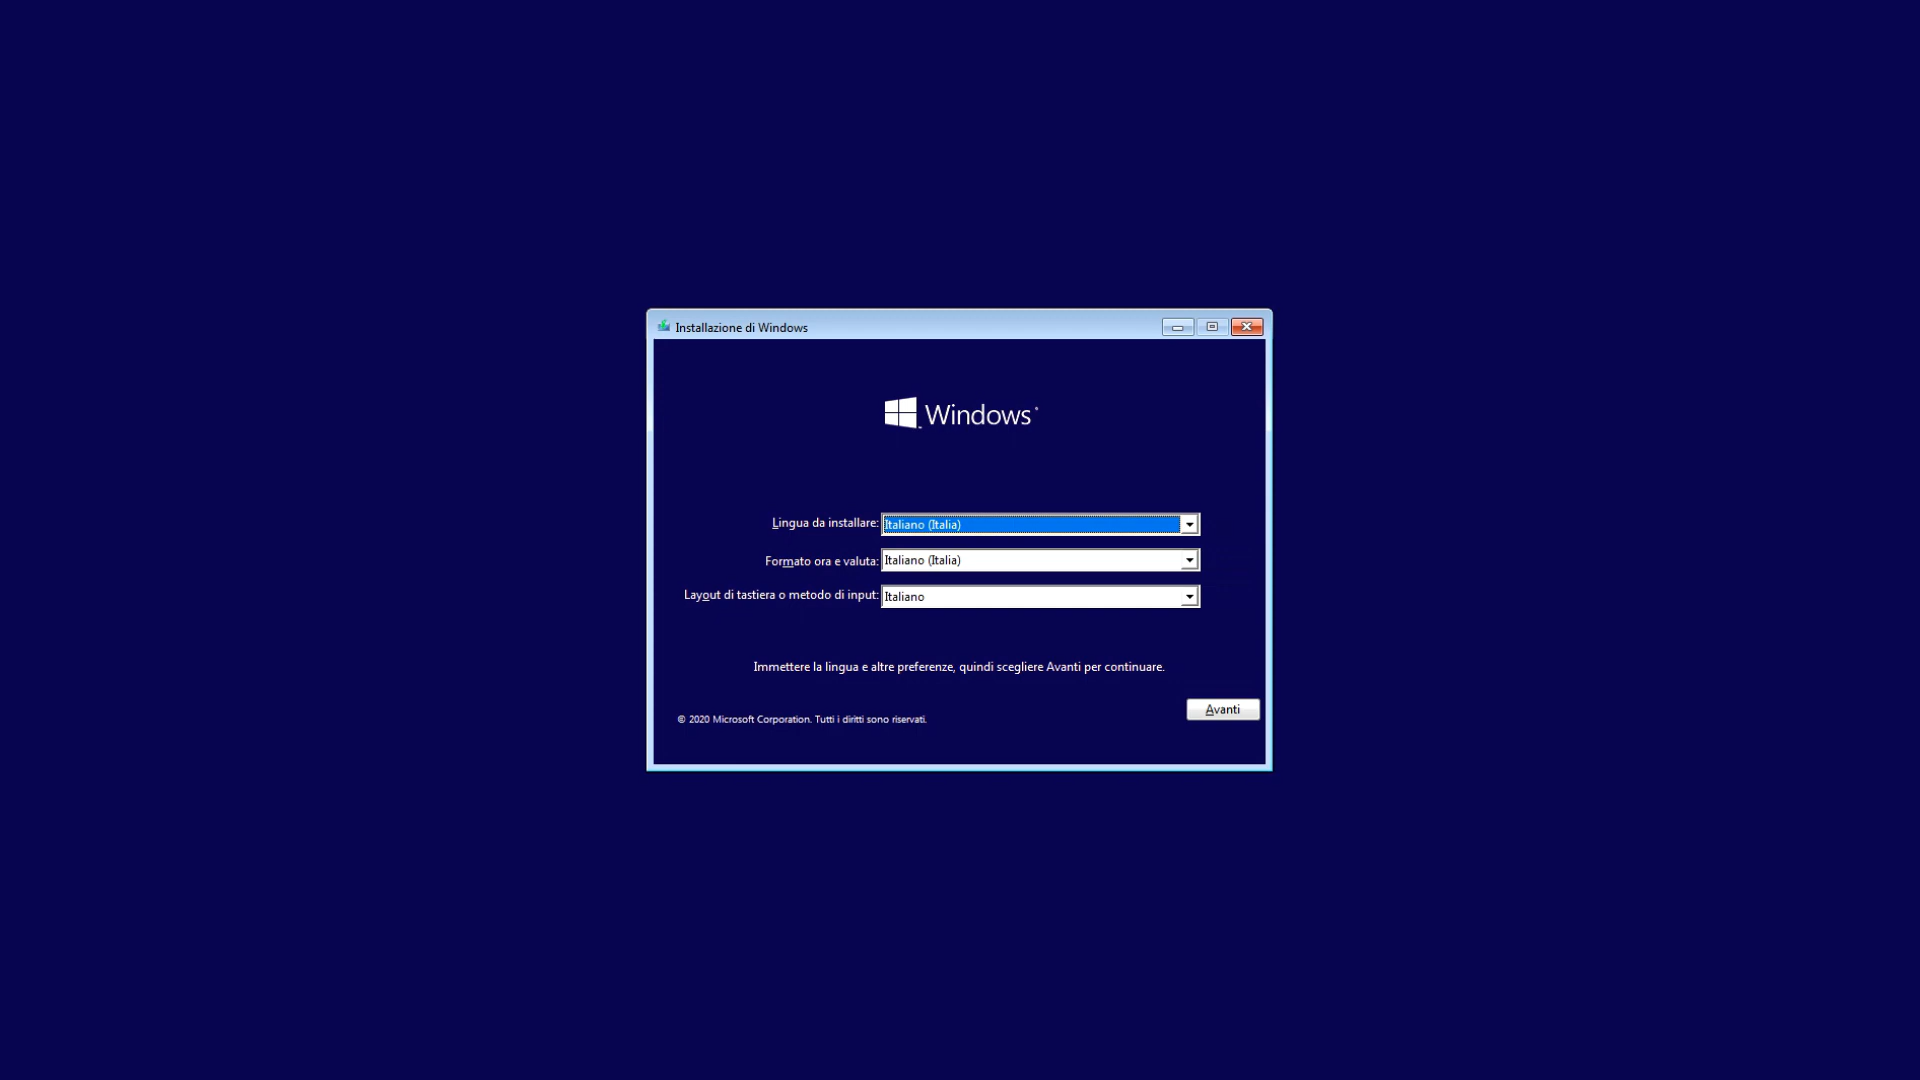 Installazione di Windows
Windows
Lingua da installare: Italiano (Italia)
Formato ora e valuta: Italiano (Italia)
Layout di tastiera o metodo di input: Italiano
Immettere la lingua e altre preferenze, quindi scegliere Avanti per continuare.
Avanti
© 2020 Microsoft Corporation. Tutti i diritti sono riservati.